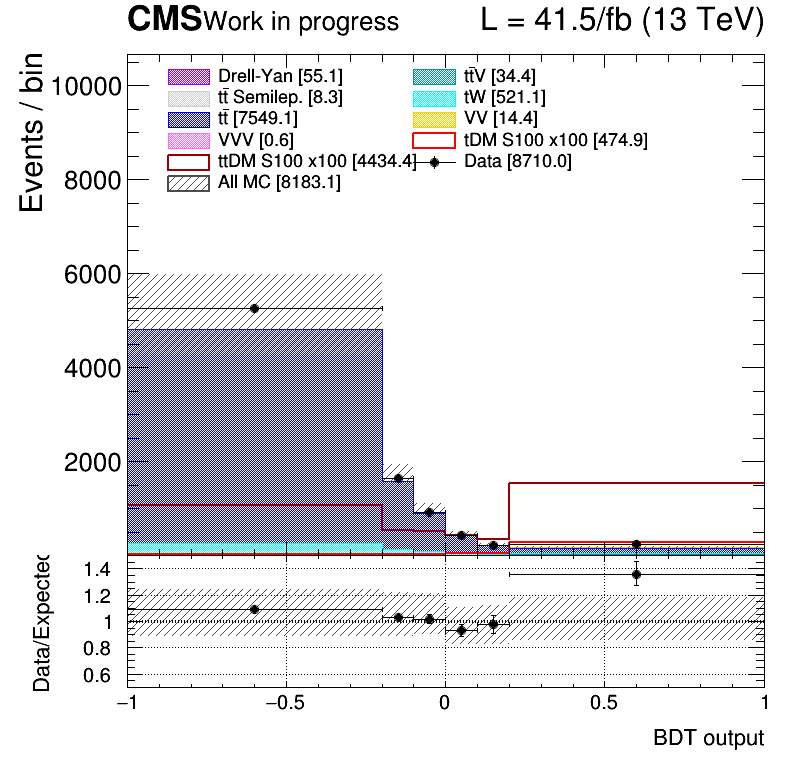 CMS Work in progress L = 41.5/fb (13 TeV)
Events / bin
10000
8000
6000
4000
2000
Drell-Yan [55.1] tt̄V [34.4]
tt̄ Semilep. [8.3] tW [521.1]
tt̄ [7549.1] VV [14.4]
VVV [0.6] tDM S100 x100 [474.9]
ttDM S100 x100 [4434.4] Data [8710.0]
All MC [8183.1]
Data/Expected
1.4
1.2
1
0.8
0.6
−1 −0.5 0 0.5 1
BDT output